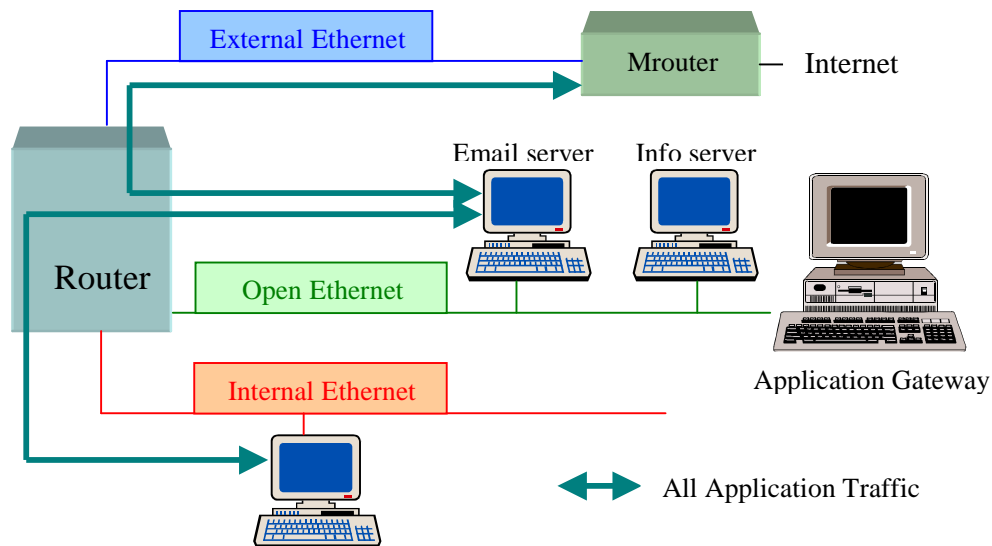 External Ethernet
Mrouter
Internet
Email server
Info server
Router
Open Ethernet
Application Gateway
Internal Ethernet
All Application Traffic